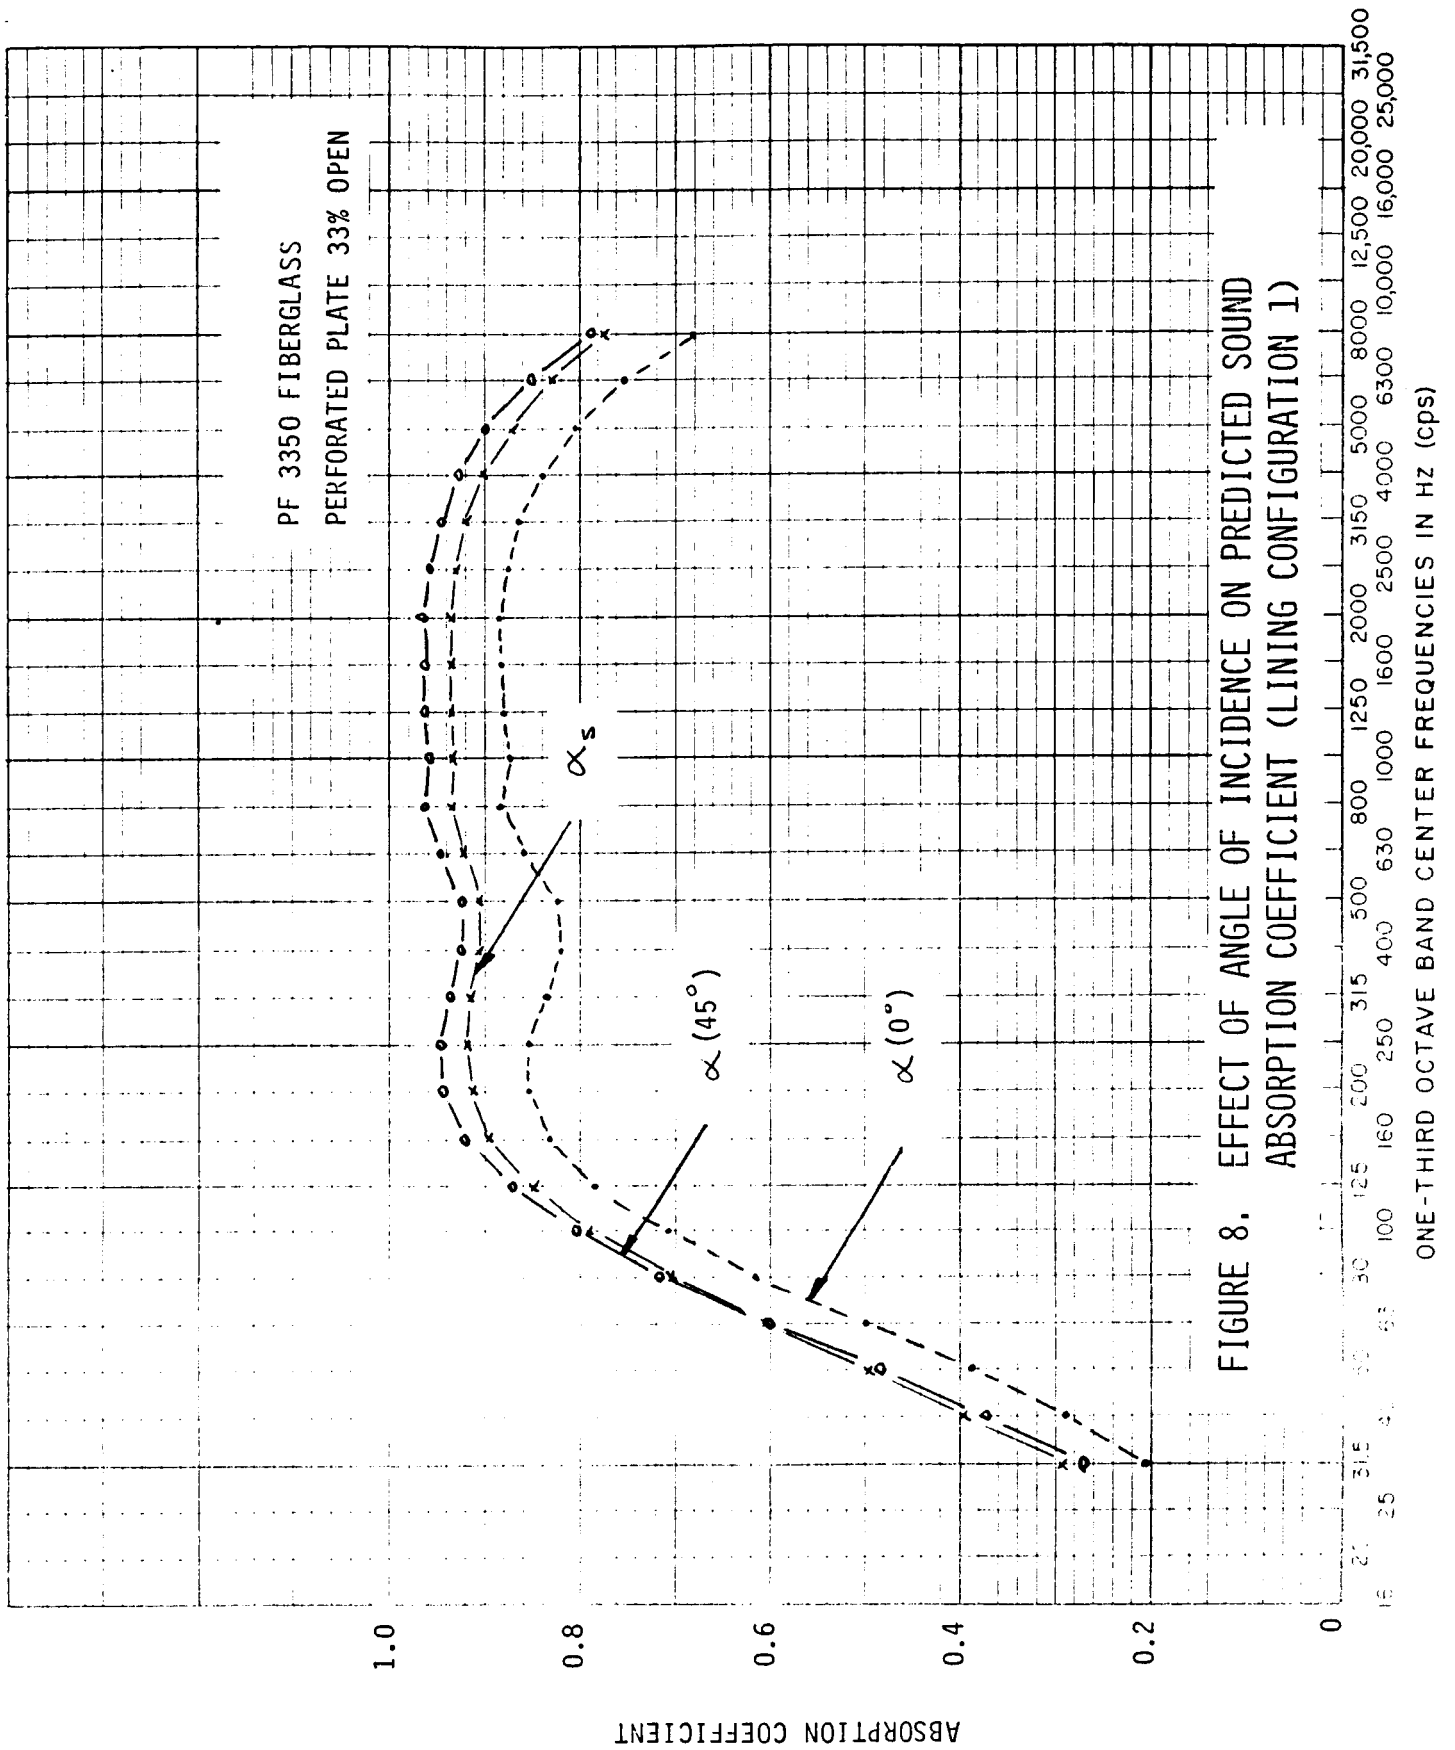 PF 3350 FIBERGLASS
PERFORATED PLATE 33% OPEN
1.0
0.8
0.6
0.4
0.2
0
ABSORPTION COEFFICIENT
αs
α (45°)
α (0°)
FIGURE 8. EFFECT OF ANGLE OF INCIDENCE ON PREDICTED SOUND
ABSORPTION COEFFICIENT (LINING CONFIGURATION 1)
31.5 125 200 315 500 800 1250 2000 3150 5000 8000 12,500 20,000 31,500
25 100 160 250 400 630 1000 1600 2500 4000 6300 10,000 16,000 25,000
ONE-THIRD OCTAVE BAND CENTER FREQUENCIES IN HZ (cps)